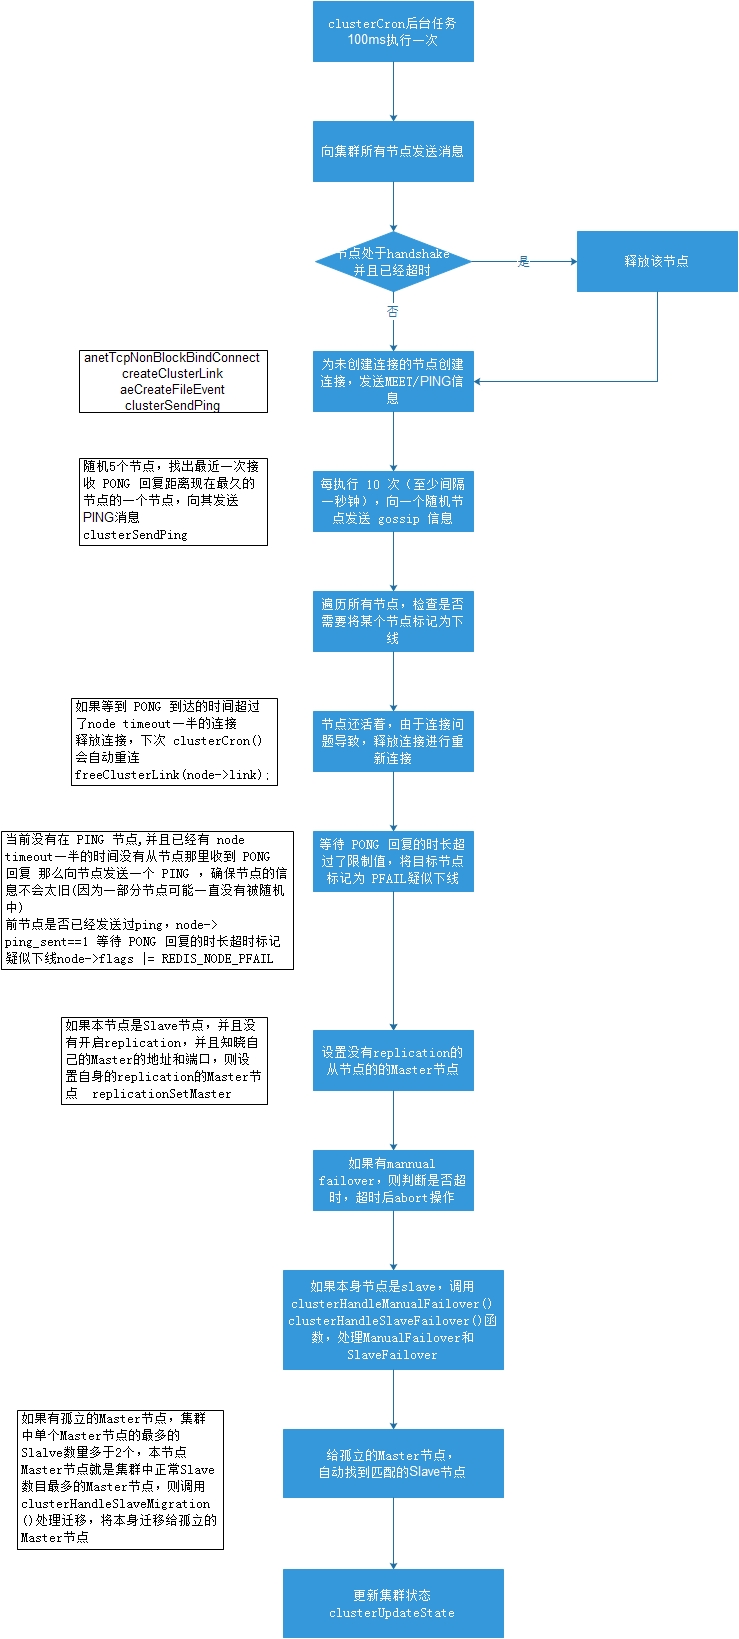 clusterCron后台任务
100ms执行一次
向集群所有节点发送消息
节点处于handshake
并且已经超时
是
释放该节点
否
anetTcpNonBlockBindConnect
createClusterLink
aeCreateFileEvent
clusterSendPing
为未创建连接的节点创建
连接，发送MEET/PING信
息
随机5个节点，找出最近一次接
收 PONG 回复距离现在最久的
节点的一个节点，向其发送
PING消息
clusterSendPing
每执行 10 次（至少间隔
一秒钟），向一个随机节
点发送 gossip 信息
遍历所有节点，检查是否
需要将某个节点标记为下
线
如果等到 PONG 到达的时间超过
了node timeout一半的连接
释放连接，下次 clusterCron()
会自动重连
freeClusterLink(node->link);
节点还活着，由于连接问
题导致，释放连接进行重
新连接
当前没有在 PING 节点,并且已经有 node
timeout一半的时间没有从节点那里收到 PONG
回复 那么向节点发送一个 PING ，确保节点的信
息不会太旧(因为一部分节点可能一直没有被随机
中)
前节点是否已经发送过ping，node->
ping_sent==1 等待 PONG 回复的时长超时标记
疑似下线node->flags |= REDIS_NODE_PFAIL
等待 PONG 回复的时长超
过了限制值，将目标节点
标记为 PFAIL疑似下线
如果本节点是Slave节点，并且没
有开启replication，并且知晓自
己的Master的地址和端口，则设
置自身的replication的Master节
点  replicationSetMaster
设置没有replication的
从节点的的Master节点
如果有mannual
failover，则判断是否超
时，超时后abort操作
如果本身节点是slave，调用
clusterHandleManualFailover()
clusterHandleSlaveFailover()函
数，处理ManualFailover和
SlaveFailover
如果有孤立的Master节点，集群
中单个Master节点的最多的
Slalve数量多于2个，本节点
Master节点就是集群中正常Slave
数目最多的Master节点，则调用
clusterHandleSlaveMigration
()处理迁移，将本身迁移给孤立的
Master节点
给孤立的Master节点，
自动找到匹配的Slave节点
更新集群状态
clusterUpdateState